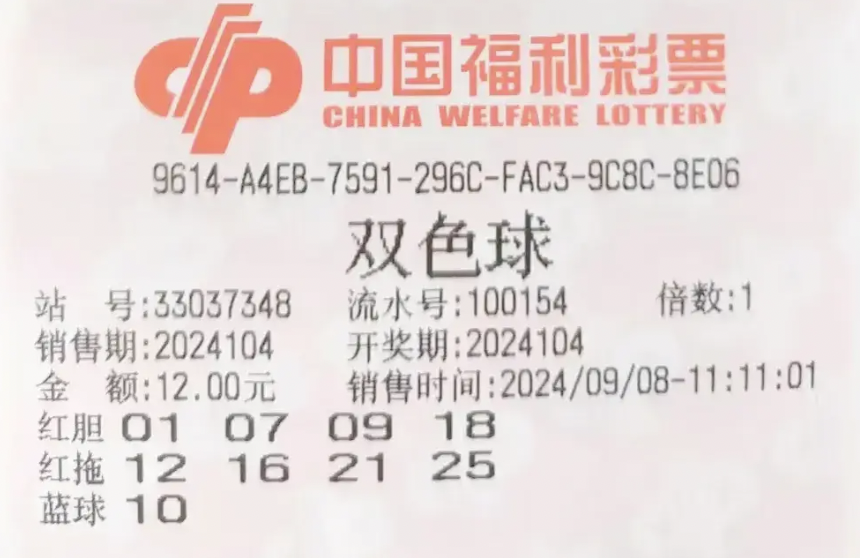 中国福利彩票
CHINA WELFARE LOTTERY
9614-A4EB-7591-296C-FAC3-9C8C-8E06
双色球
站 号:33037348 流水号:100154 倍数:1
销售期:2024104 开奖期:2024104
金 额:12.00元 销售时间:2024/09/08-11:11:01
红胆 01 07 09 18
红拖 12 16 21 25
蓝球 10